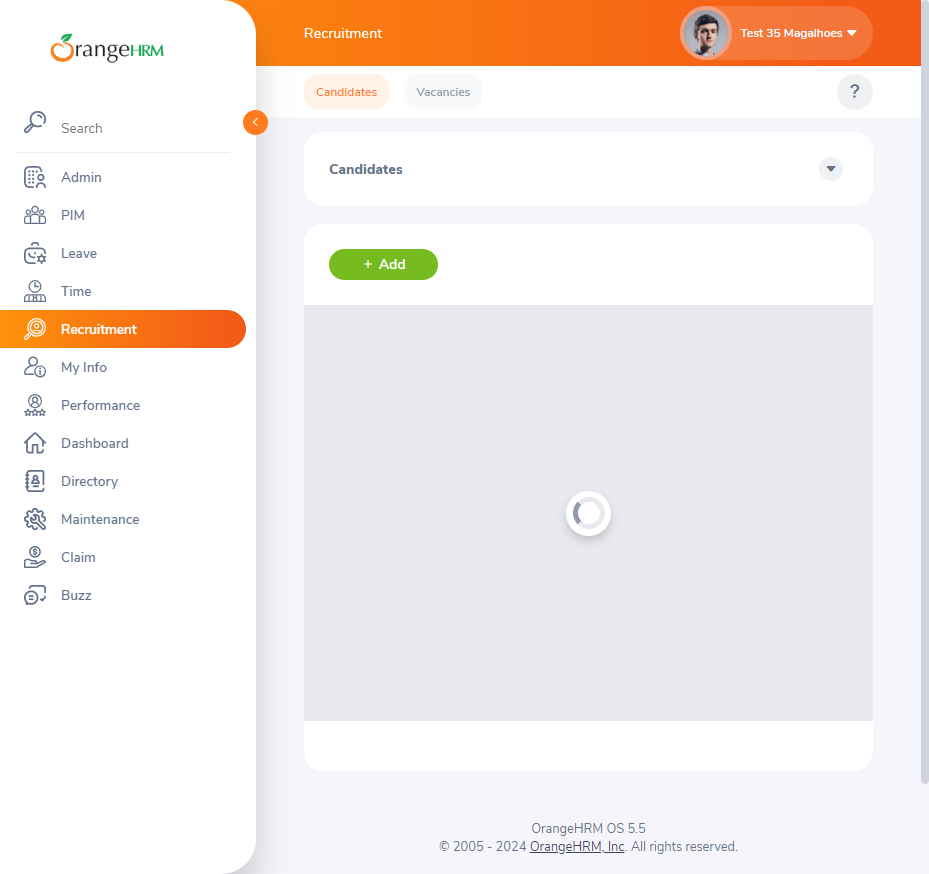 OrangeHRM
Search
Admin
PIM
Leave
Time
Recruitment
My Info
Performance
Dashboard
Directory
Maintenance
Claim
Buzz
Recruitment
Test 35 Magalhoes
Candidates
Vacancies
?
Candidates
+ Add
OrangeHRM OS 5.5
© 2005 - 2024 OrangeHRM, Inc. All rights reserved.